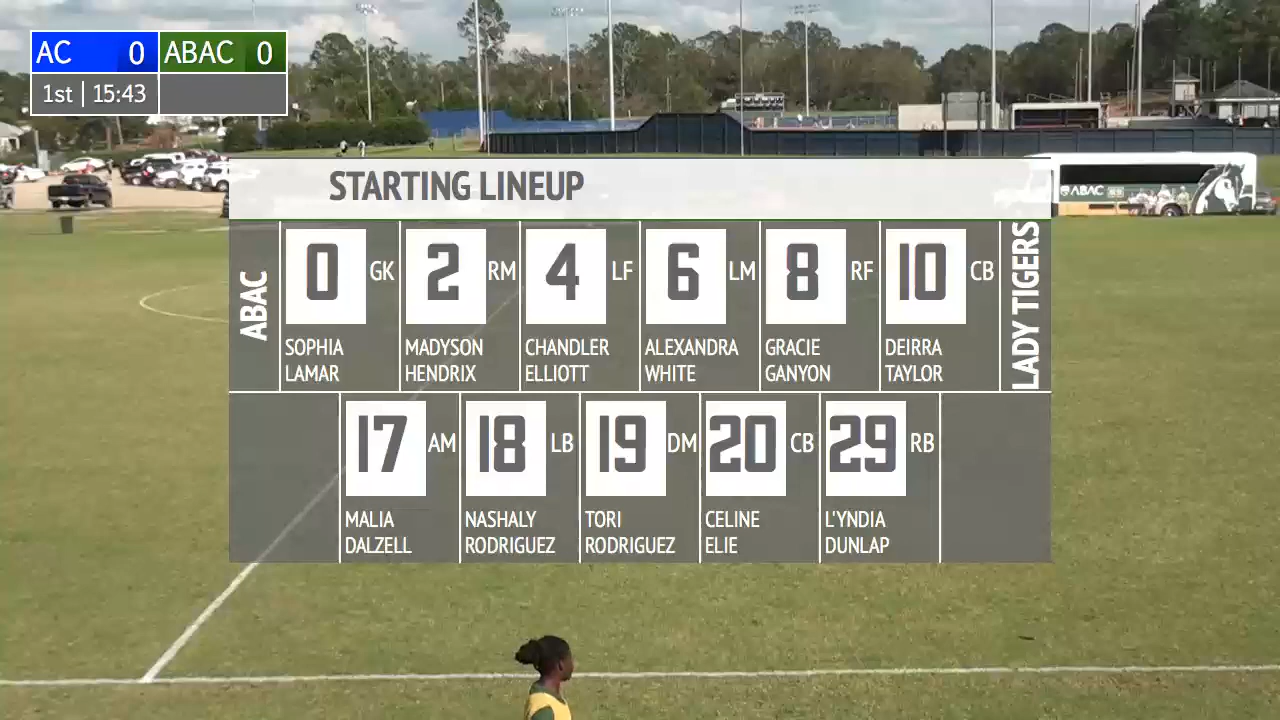 AC 0 ABAC 0
1st | 15:43
STARTING LINEUP
ABAC
0 GK
SOPHIA
LAMAR
2 RM
MADYSON
HENDRIX
4 LF
CHANDLER
ELLIOTT
6 LM
ALEXANDRA
WHITE
8 RF
GRACIE
GANYON
10 CB
DEIRRA
TAYLOR
LADY TIGERS
17 AM
MALIA
DALZELL
18 LB
NASHALY
RODRIGUEZ
19 DM
TORI
RODRIGUEZ
20 CB
CELINE
ELIE
29 RB
L'YNDIA
DUNLAP
ABAC